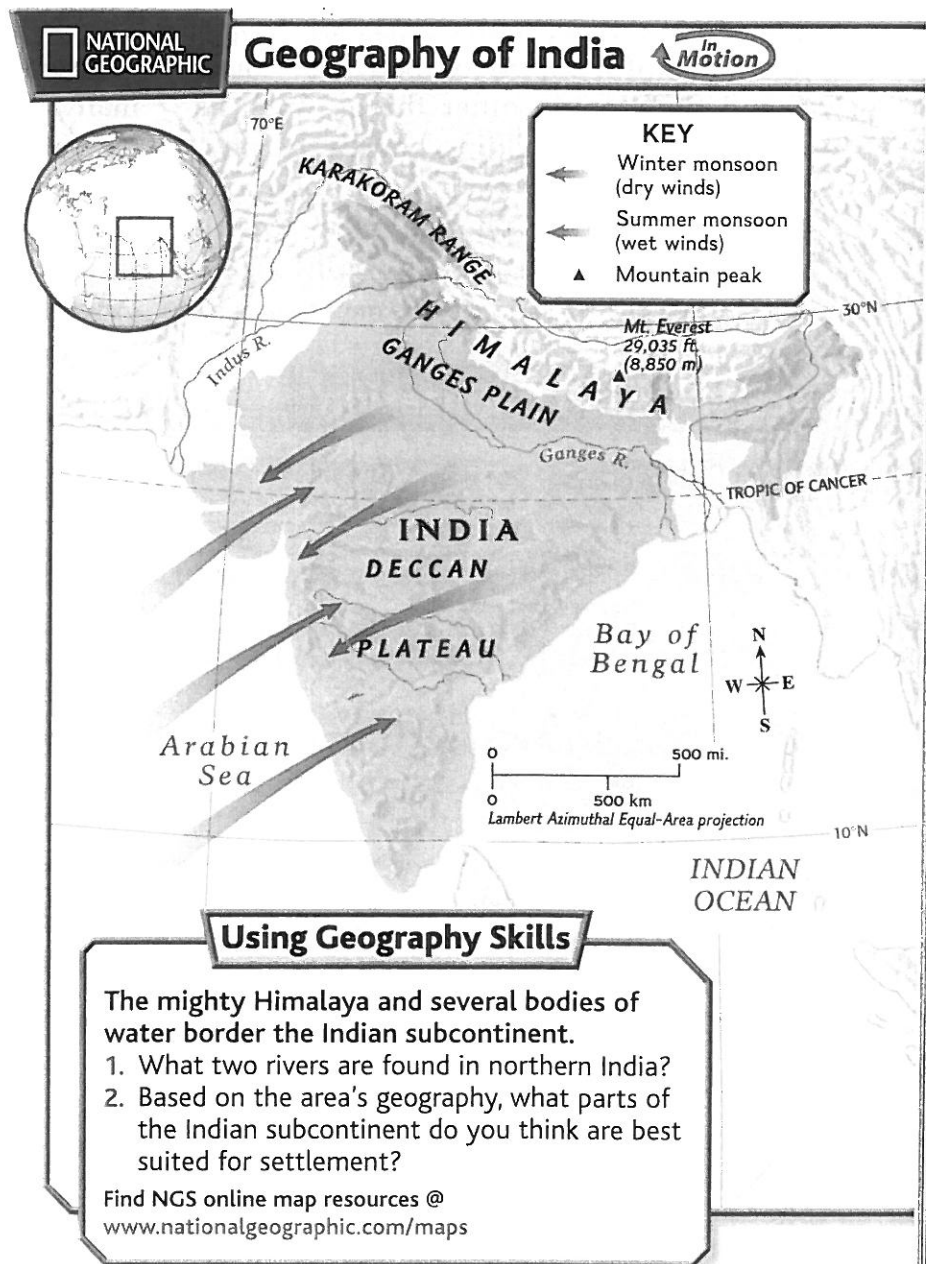 NATIONAL
GEOGRAPHIC
Geography of India
In
Motion
70°E
KEY
Winter monsoon
(dry winds)
Summer monsoon
(wet winds)
Mountain peak
KARAKORAM RANGE
30°N
HIMALAYA
Mt. Everest
29,035 ft.
(8,850 m)
Indus R.
GANGES PLAIN
Ganges R.
TROPIC OF CANCER
INDIA
DECCAN
PLATEAU
Bay of
Bengal
N
W E
S
Arabian
Sea
0 500 mi.
0 500 km
Lambert Azimuthal Equal-Area projection
10°N
INDIAN
OCEAN
Using Geography Skills
The mighty Himalaya and several bodies of
water border the Indian subcontinent.
1. What two rivers are found in northern India?
2. Based on the area's geography, what parts of
the Indian subcontinent do you think are best
suited for settlement?
Find NGS online map resources @
www.nationalgeographic.com/maps